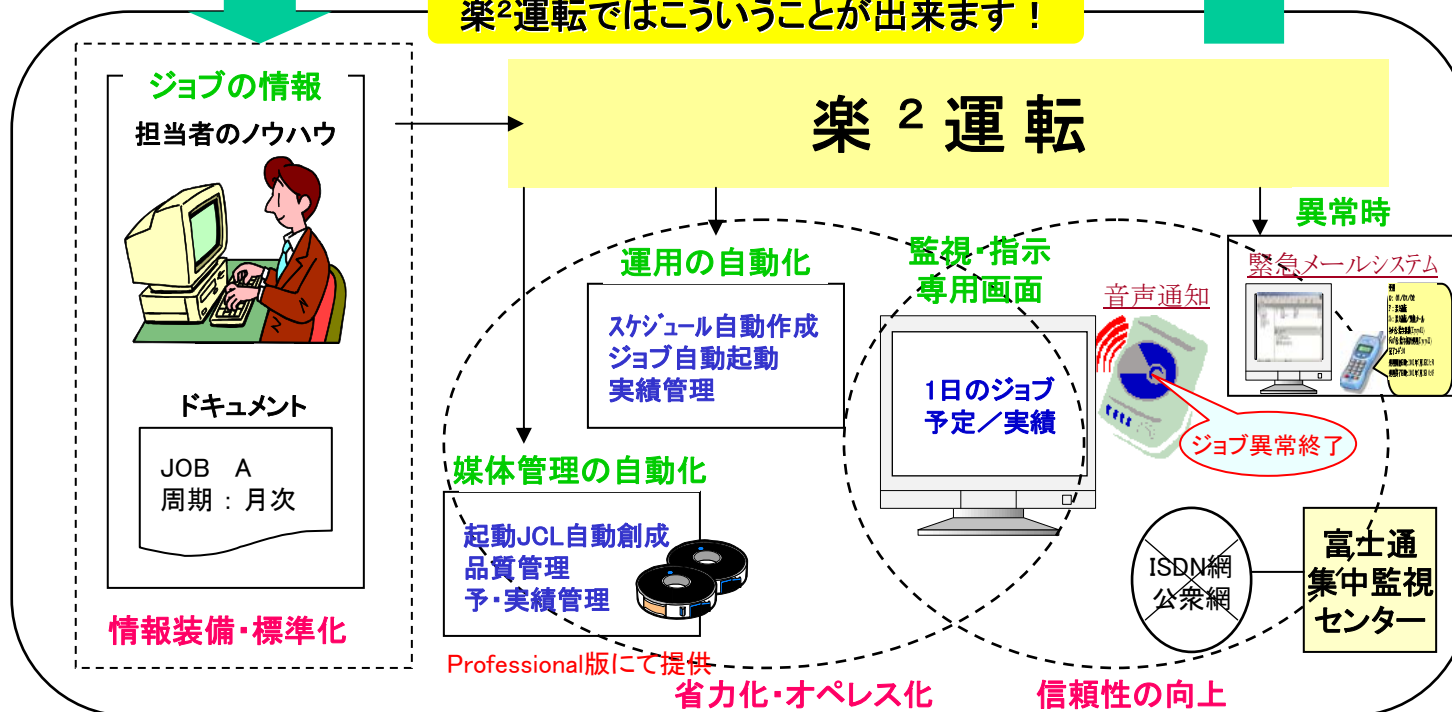 楽²運転ではこういうことが出来ます！
ジョブの情報
担当者のノウハウ
ドキュメント
JOB　A
周期：月次
情報装備・標準化
楽²運転
運用の自動化
スケジュール自動作成
ジョブ自動起動
実績管理
媒体管理の自動化
起動JCL自動創成
品質管理
予・実績管理
Professional版にて提供
省力化・オペレス化
監視・指示
専用画面
1日のジョブ
予定／実績
異常時
緊急メールシステム
音声通知
ジョブ異常終了
ISDN網
公衆網
富士通
集中監視
センター
信頼性の向上